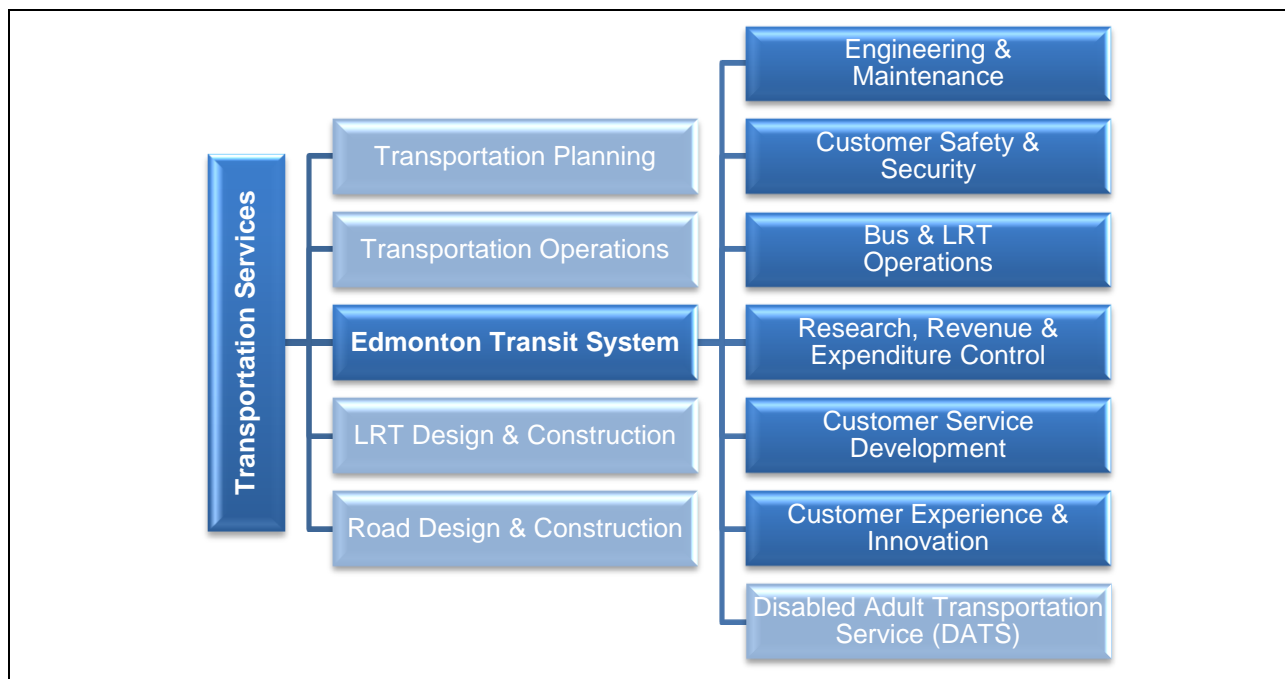 Transportation Services
Transportation Planning
Transportation Operations
Edmonton Transit System
LRT Design & Construction
Road Design & Construction
Engineering &
Maintenance
Customer Safety &
Security
Bus & LRT
Operations
Research, Revenue &
Expenditure Control
Customer Service
Development
Customer Experience &
Innovation
Disabled Adult Transportation
Service (DATS)